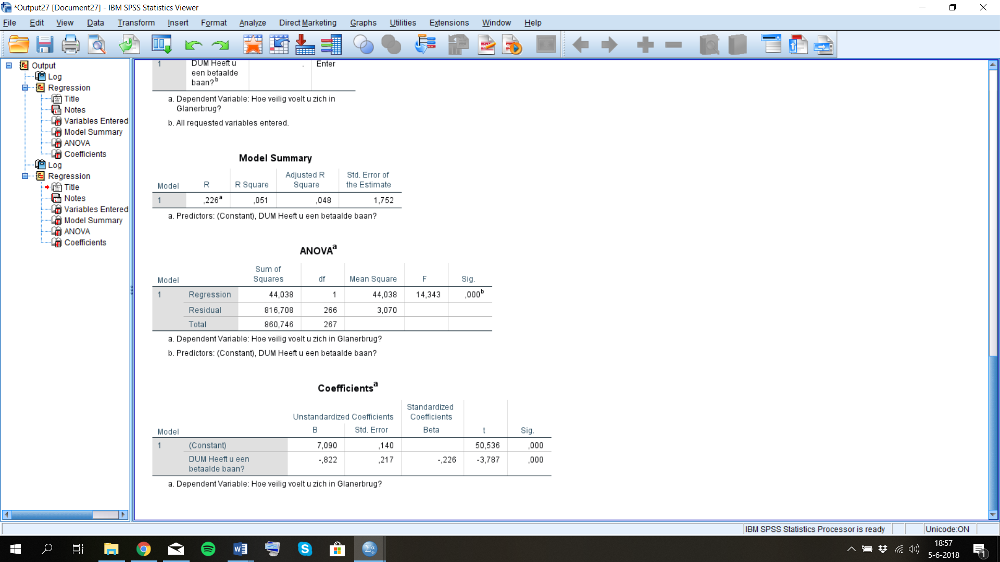 *Output27 [Document27] - IBM SPSS Statistics Viewer
File Edit View Data Transform Insert Format Analyze Direct Marketing Graphs Utilities Extensions Window Help
Output
Log
Regression
Title
Notes
Variables Entered
Model Summary
ANOVA
Coefficients
Log
Regression
Title
Notes
Variables Entered
Model Summary
ANOVA
Coefficients
1 DUM Heeft u . Enter
een betaalde
baan?b
a. Dependent Variable: Hoe veilig voelt u zich in
Glanerbrug?
b. All requested variables entered.
Model Summary
Adjusted R Std. Error of
Model R R Square Square the Estimate
1 ,226a ,051 ,048 1,752
a. Predictors: (Constant), DUM Heeft u een betaalde baan?
ANOVAa
Sum of
Model Squares df Mean Square F Sig.
1 Regression 44,038 1 44,038 14,343 ,000b
Residual 816,708 266 3,070
Total 860,746 267
a. Dependent Variable: Hoe veilig voelt u zich in Glanerbrug?
b. Predictors: (Constant), DUM Heeft u een betaalde baan?
Coefficientsa
Standardized
Unstandardized Coefficients Coefficients
Model B Std. Error Beta t Sig.
1 (Constant) 7,090 ,140 50,536 ,000
DUM Heeft u een -,822 ,217 -,226 -3,787 ,000
betaalde baan?
a. Dependent Variable: Hoe veilig voelt u zich in Glanerbrug?
IBM SPSS Statistics Processor is ready Unicode:ON
18:57
5-6-2018
1